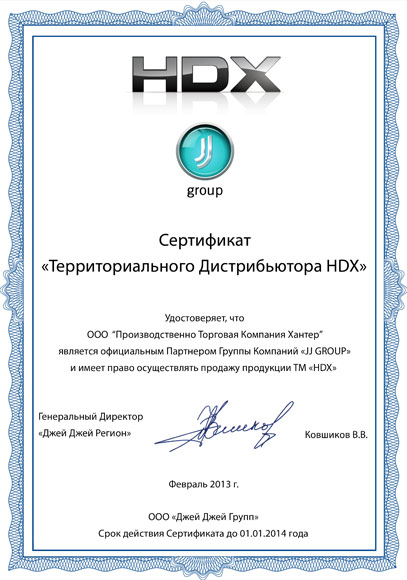 HDX
JJ
group
Сертификат
«Территориального Дистрибьютора HDX»
Удостоверяет, что
ООО “Производственно Торговая Компания Хантер”
является официальным Партнером Группы Компаний «JJ GROUP»
и имеет право осуществлять продажу продукции ТМ «HDX»
Генеральный Директор
«Джей Джей Регион»
Ковшиков В.В.
Февраль 2013 г.
ООО «Джей Джей Групп»
Срок действия Сертификата до 01.01.2014 года